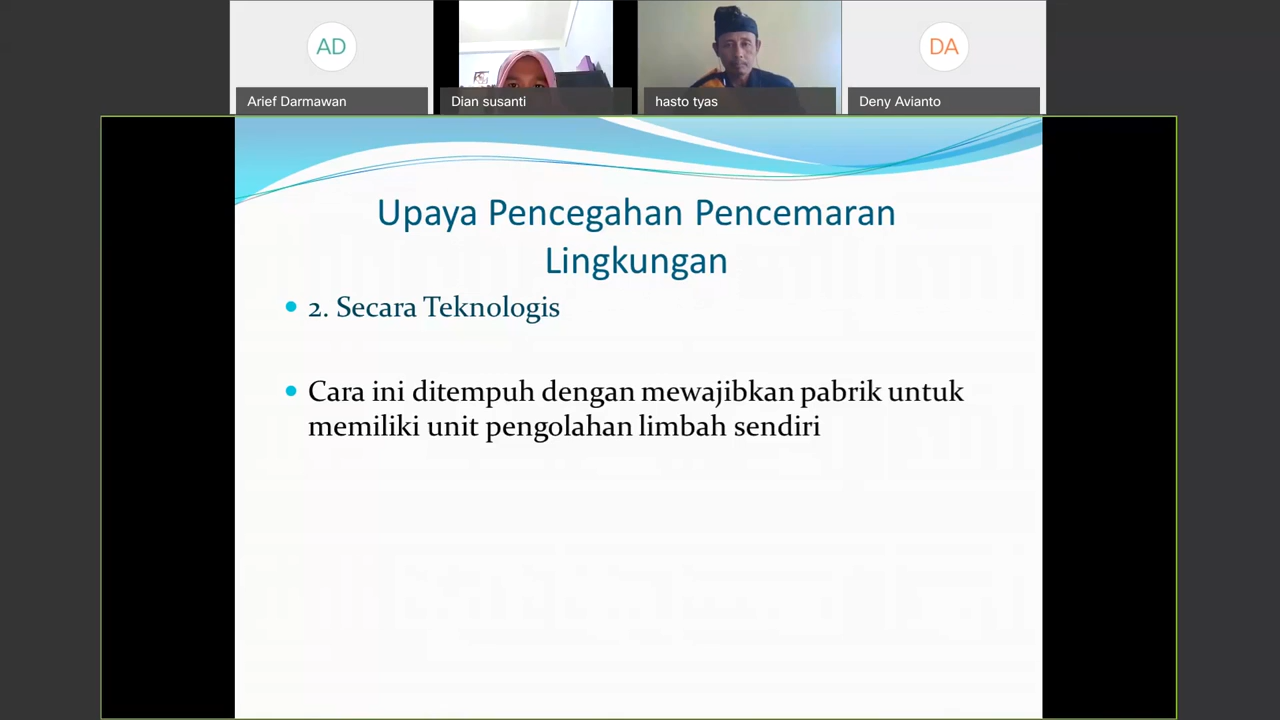 AD
DA
Arief Darmawan
Dian susanti
hasto tyas
Deny Avianto
Upaya Pencegahan Pencemaran
Lingkungan
• 2. Secara Teknologis
• Cara ini ditempuh dengan mewajibkan pabrik untuk
memiliki unit pengolahan limbah sendiri